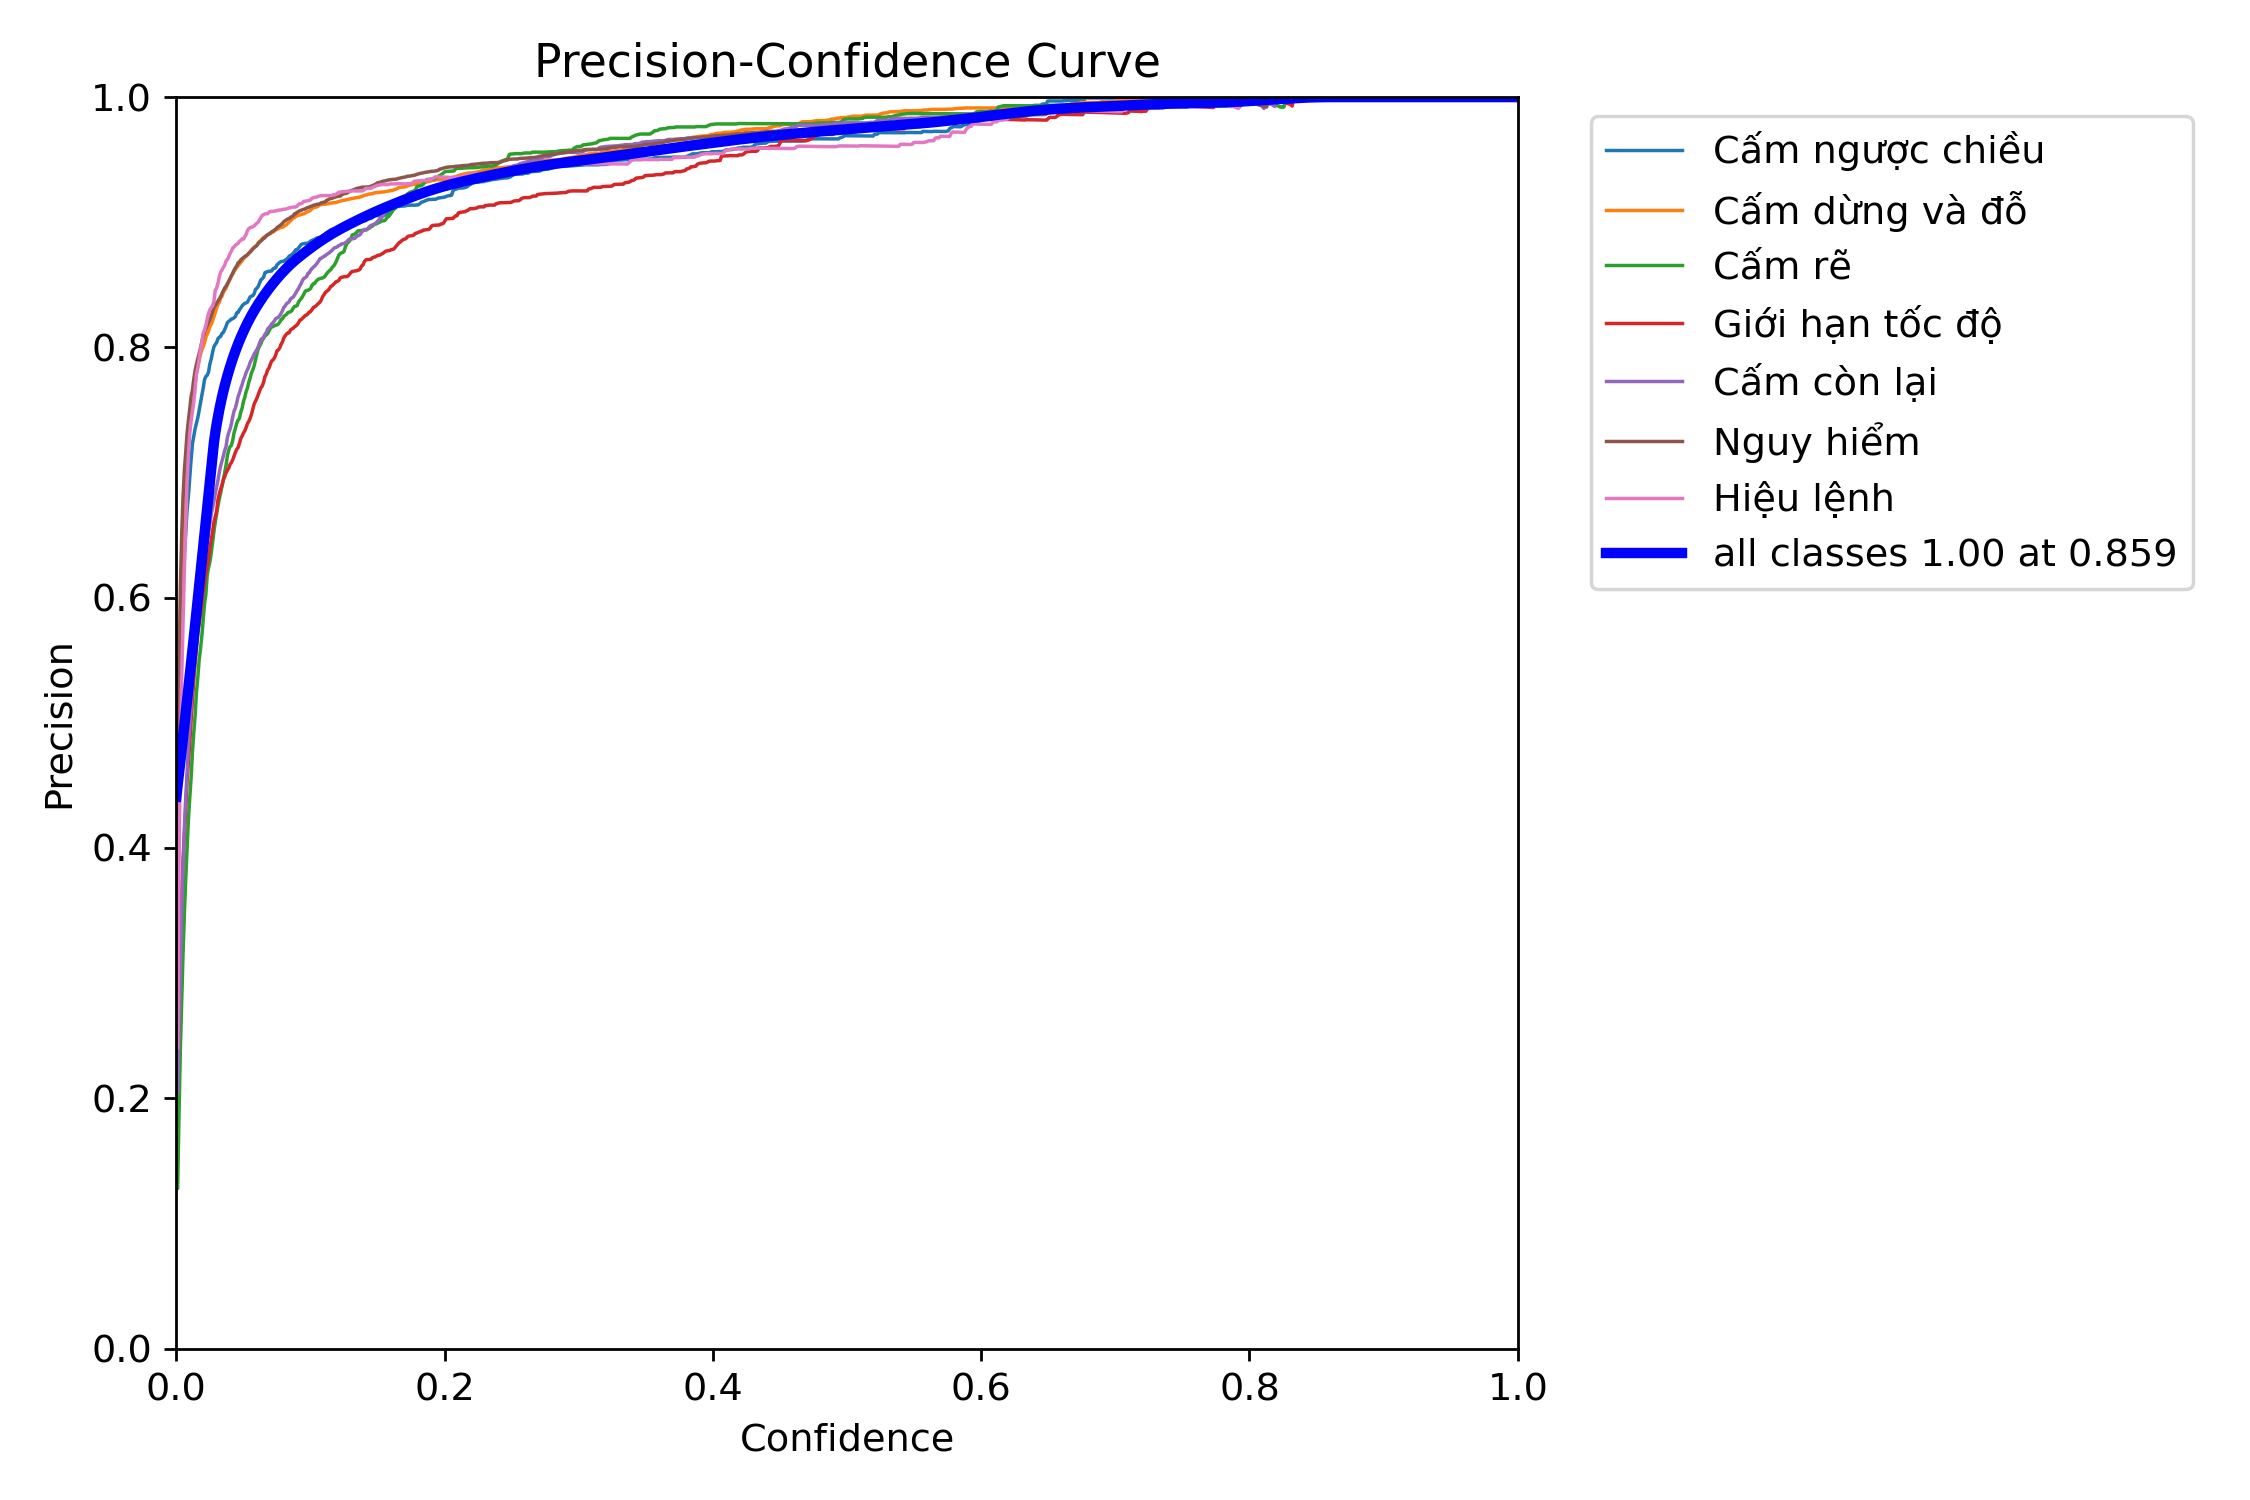 Precision-Confidence Curve
1.0
0.8
0.6
0.4
0.2
0.0
Precision
0.0 0.2 0.4 0.6 0.8 1.0
Confidence
Cấm ngược chiều
Cấm dừng và đỗ
Cấm rẽ
Giới hạn tốc độ
Cấm còn lại
Nguy hiểm
Hiệu lệnh
all classes 1.00 at 0.859